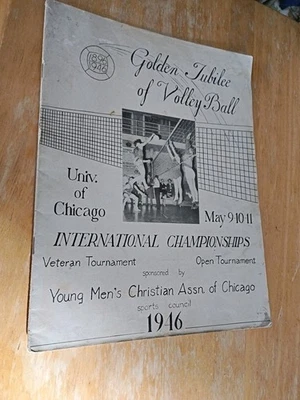 Golden Jubilee
of Volley Ball
Univ.
of
Chicago
May 9·10·11
INTERNATIONAL CHAMPIONSHIPS
Veteran Tournament Open Tournament
sponsored by
Young Men's Christian Assn. of Chicago
sports council
1946